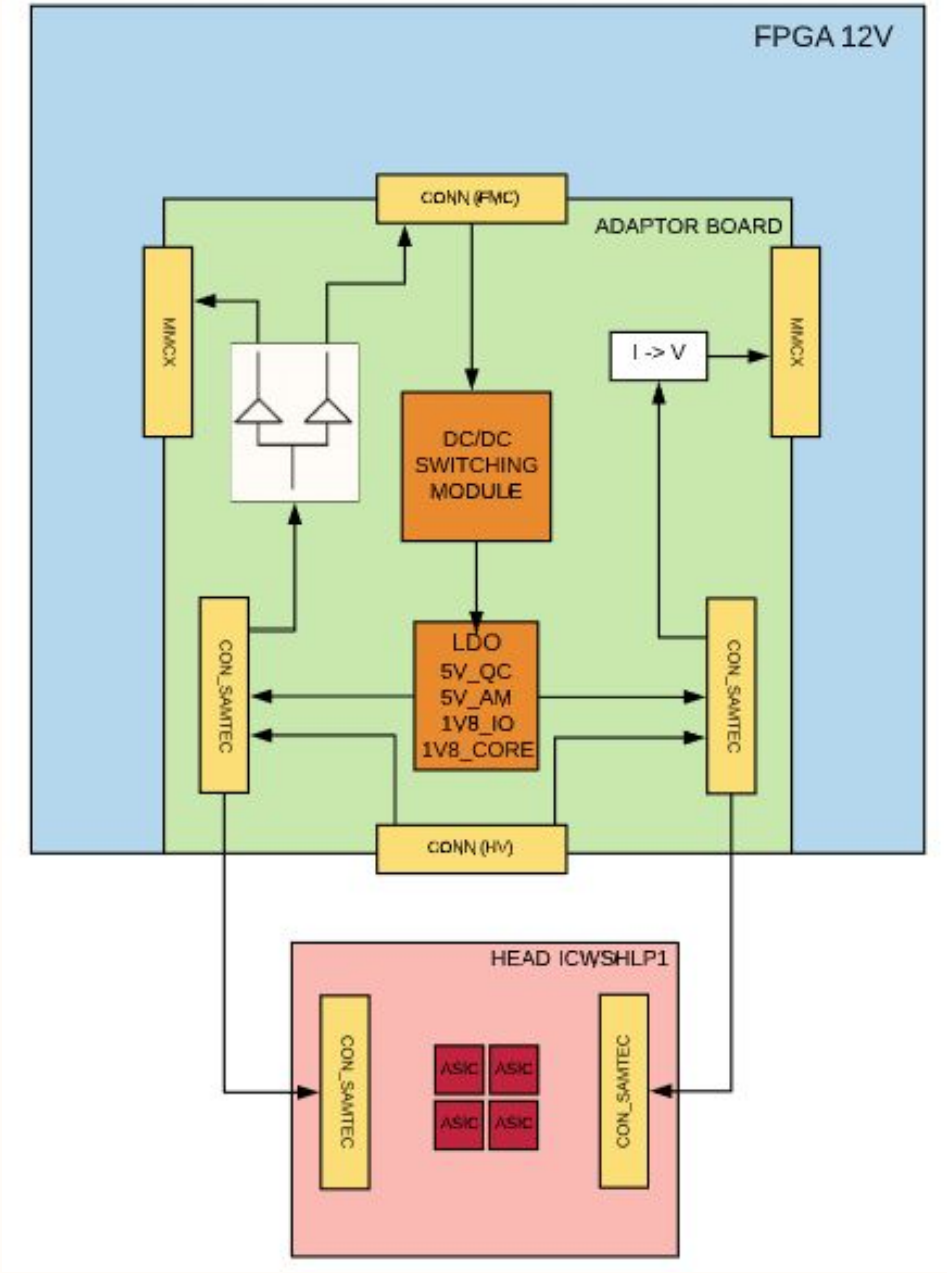 FPGA 12V
CONN (FMC)
ADAPTOR BOARD
MMCX
MMCX
I -> V
DC/DC
SWITCHING
MODULE
LDO
5V_QC
5V_AM
1V8_IO
1V8_CORE
CON_SAMTEC
CON_SAMTEC
CONN (HV)
HEAD ICWSHLP1
CON_SAMTEC
ASIC ASIC
ASIC ASIC
CON_SAMTEC